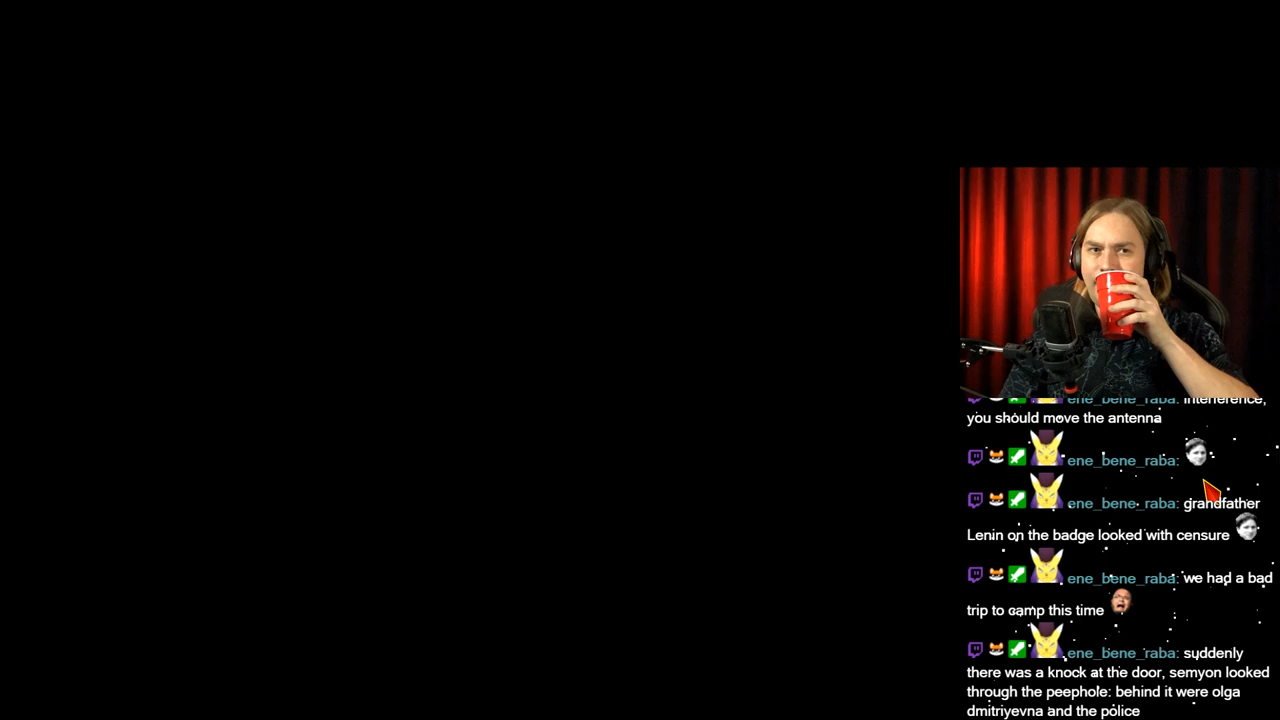 ene_bene_raba: interference,
you should move the antenna
ene_bene_raba:
ene_bene_raba: grandfather
Lenin on the badge looked with censure
ene_bene_raba: we had a bad
trip to camp this time
ene_bene_raba: suddenly
there was a knock at the door, semyon looked
through the peephole: behind it were olga
dmitriyevna and the police